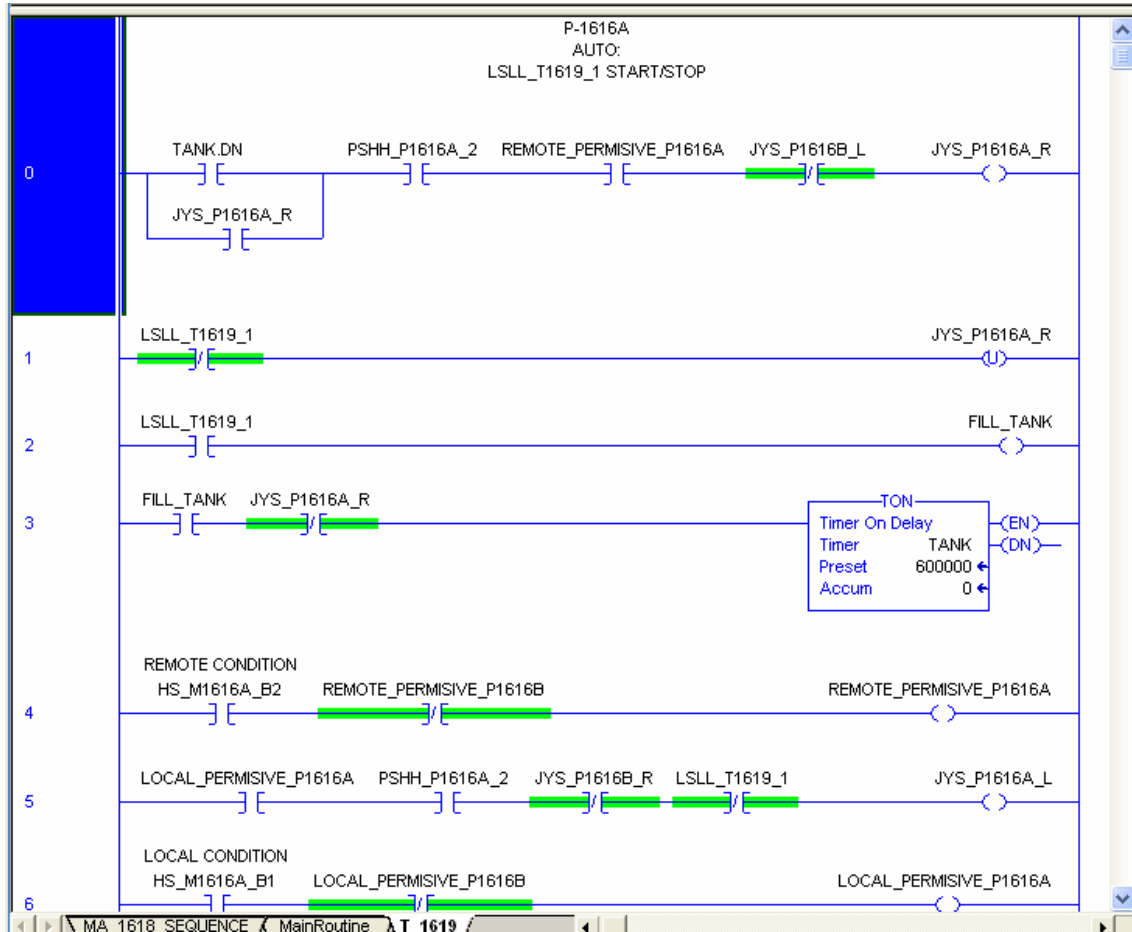 P-1616A
AUTO:
LSLL_T1619_1 START/STOP
TANK.DN PSHH_P1616A_2 REMOTE_PERMISIVE_P1616A JYS_P1616B_L JYS_P1616A_R
0
JYS_P1616A_R
LSLL_T1619_1 JYS_P1616A_R
1 U
LSLL_T1619_1 FILL_TANK
2
FILL_TANK JYS_P1616A_R TON
3 Timer On Delay EN
Timer TANK DN
Preset 600000
Accum 0
REMOTE CONDITION
HS_M1616A_B2 REMOTE_PERMISIVE_P1616B REMOTE_PERMISIVE_P1616A
4
LOCAL_PERMISIVE_P1616A PSHH_P1616A_2 JYS_P1616B_R LSLL_T1619_1 JYS_P1616A_L
5
LOCAL CONDITION
HS_M1616A_B1 LOCAL_PERMISIVE_P1616B LOCAL_PERMISIVE_P1616A
6
MA_1618_SEQUENCE MainRoutine T_1619